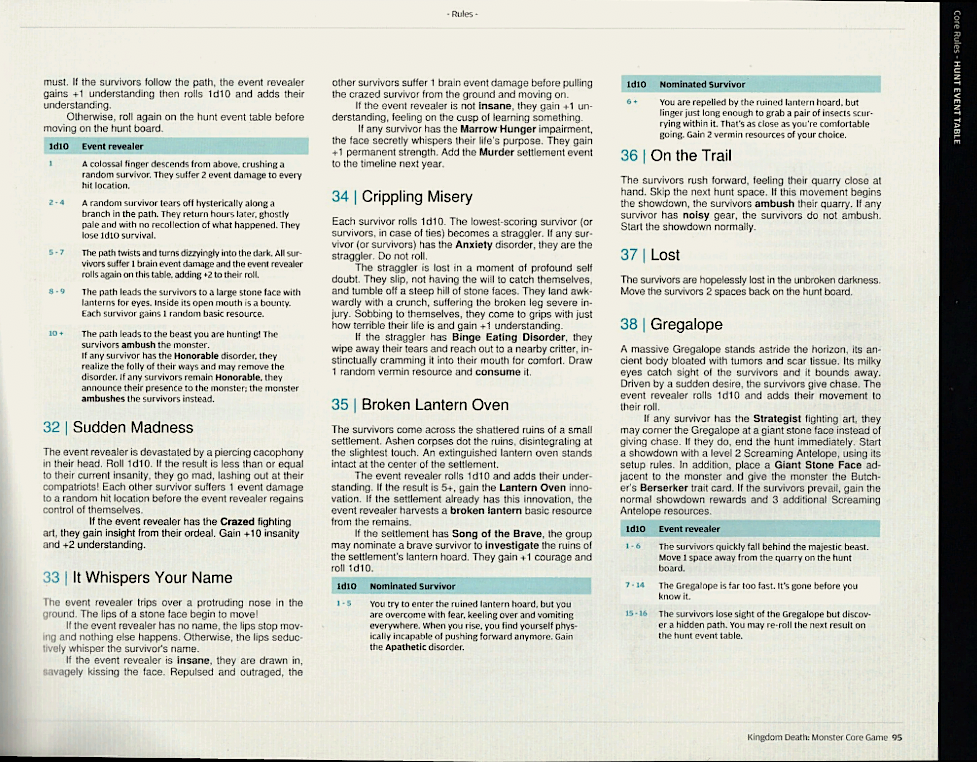 - Rules -
must. If the survivors follow the path, the event revealer
gains +1 understanding then rolls 1d10 and adds their
understanding.
Otherwise, roll again on the hunt event table before
moving on the hunt board.
1d10 Event revealer
1 A colossal finger descends from above, crushing a
random survivor. They suffer 2 event damage to every
hit location.
2 - 4 A random survivor tears off hysterically along a
branch in the path. They return hours later, ghostly
pale and with no recollection of what happened. They
lose 1d10 survival.
5 - 7 The path twists and turns dizzyingly into the dark. All sur-
vivors suffer 1 brain event damage and the event revealer
rolls again on this table, adding +2 to their roll.
8 - 9 The path leads the survivors to a large stone face with
lanterns for eyes. Inside its open mouth is a bounty.
Each survivor gains 1 random basic resource.
10 + The path leads to the beast you are hunting! The
survivors ambush the monster.
If any survivor has the Honorable disorder, they
realize the folly of their ways and may remove the
disorder. If any survivors remain Honorable, they
announce their presence to the monster; the monster
ambushes the survivors instead.
32 | Sudden Madness
The event revealer is devastated by a piercing cacophony
in their head. Roll 1d10. If the result is less than or equal
to their current insanity, they go mad, lashing out at their
compatriots! Each other survivor suffers 1 event damage
to a random hit location before the event revealer regains
control of themselves.
If the event revealer has the Crazed fighting
art, they gain insight from their ordeal. Gain +10 insanity
and +2 understanding.
33 | It Whispers Your Name
The event revealer trips over a protruding nose in the
ground. The lips of a stone face begin to move!
If the event revealer has no name, the lips stop mov-
ing and nothing else happens. Otherwise, the lips seduc-
tively whisper the survivor's name.
If the event revealer is insane, they are drawn in,
savagely kissing the face. Repulsed and outraged, the
other survivors suffer 1 brain event damage before pulling
the crazed survivor from the ground and moving on.
If the event revealer is not insane, they gain +1 un-
derstanding, feeling on the cusp of learning something.
If any survivor has the Marrow Hunger impairment,
the face secretly whispers their life's purpose. They gain
+1 permanent strength. Add the Murder settlement event
to the timeline next year.
34 | Crippling Misery
Each survivor rolls 1d10. The lowest-scoring survivor (or
survivors, in case of ties) becomes a straggler. If any sur-
vivor (or survivors) has the Anxiety disorder, they are the
straggler. Do not roll.
The straggler is lost in a moment of profound self
doubt. They slip, not having the will to catch themselves,
and tumble off a steep hill of stone faces. They land awk-
wardly with a crunch, suffering the broken leg severe in-
jury. Sobbing to themselves, they come to grips with just
how terrible their life is and gain +1 understanding.
If the straggler has Binge Eating Disorder, they
wipe away their tears and reach out to a nearby critter, in-
stinctually cramming it into their mouth for comfort. Draw
1 random vermin resource and consume it.
35 | Broken Lantern Oven
The survivors come across the shattered ruins of a small
settlement. Ashen corpses dot the ruins, disintegrating at
the slightest touch. An extinguished lantern oven stands
intact at the center of the settlement.
The event revealer rolls 1d10 and adds their under-
standing. If the result is 5+, gain the Lantern Oven inno-
vation. If the settlement already has this innovation, the
event revealer harvests a broken lantern basic resource
from the remains.
If the settlement has Song of the Brave, the group
may nominate a brave survivor to investigate the ruins of
the settlement's lantern hoard. They gain +1 courage and
roll 1d10.
1d10 Nominated Survivor
1 - 5 You try to enter the ruined lantern hoard, but you
are overcome with fear, keeling over and vomiting
everywhere. When you rise, you find yourself phys-
ically incapable of pushing forward anymore. Gain
the Apathetic disorder.
1d10 Nominated Survivor
6 + You are repelled by the ruined lantern hoard, but
linger just long enough to grab a pair of insects scur-
rying within it. That's as close as you're comfortable
going. Gain 2 vermin resources of your choice.
36 | On the Trail
The survivors rush forward, feeling their quarry close at
hand. Skip the next hunt space. If this movement begins
the showdown, the survivors ambush their quarry. If any
survivor has noisy gear, the survivors do not ambush.
Start the showdown normally.
37 | Lost
The survivors are hopelessly lost in the unbroken darkness.
Move the survivors 2 spaces back on the hunt board.
38 | Gregalope
A massive Gregalope stands astride the horizon, its an-
cient body bloated with tumors and scar tissue. Its milky
eyes catch sight of the survivors and it bounds away.
Driven by a sudden desire, the survivors give chase. The
event revealer rolls 1d10 and adds their movement to
their roll.
If any survivor has the Strategist fighting art, they
may corner the Gregalope at a giant stone face instead of
giving chase. If they do, end the hunt immediately. Start
a showdown with a level 2 Screaming Antelope, using its
setup rules. In addition, place a Giant Stone Face ad-
jacent to the monster and give the monster the Butch-
er's Berserker trait card. If the survivors prevail, gain the
normal showdown rewards and 3 additional Screaming
Antelope resources.
1d10 Event revealer
1 - 6 The survivors quickly fall behind the majestic beast.
Move 1 space away from the quarry on the hunt
board.
7 - 14 The Gregalope is far too fast. It's gone before you
know it.
15 - 16 The survivors lose sight of the Gregalope but discov-
er a hidden path. You may re-roll the next result on
the hunt event table.
Kingdom Death: Monster Core Game 95
Core Rules - HUNT EVENT TABLE